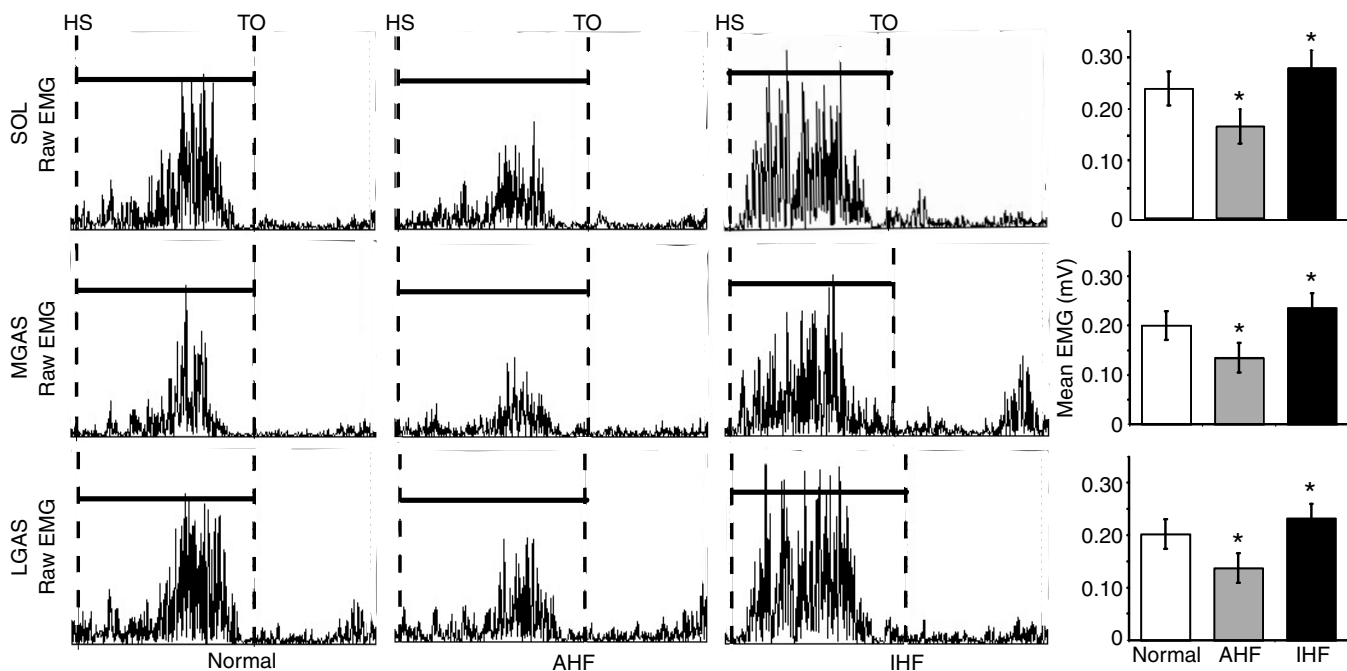 HS TO HS TO HS TO
SOL
Raw EMG
MGAS
Raw EMG
LGAS
Raw EMG
Normal AHF IHF
Mean EMG (mV)
*
*
0.30
0.20
0.10
0
*
*
0.30
0.20
0.10
0
*
*
0.30
0.20
0.10
0
Normal AHF IHF